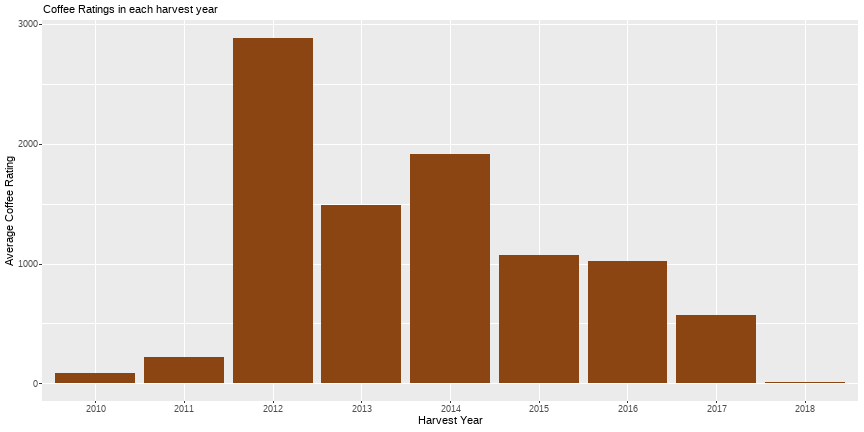 Coffee Ratings in each harvest year
3000
2000
1000
0
Average Coffee Rating
2010 2011 2012 2013 2014 2015 2016 2017 2018
Harvest Year